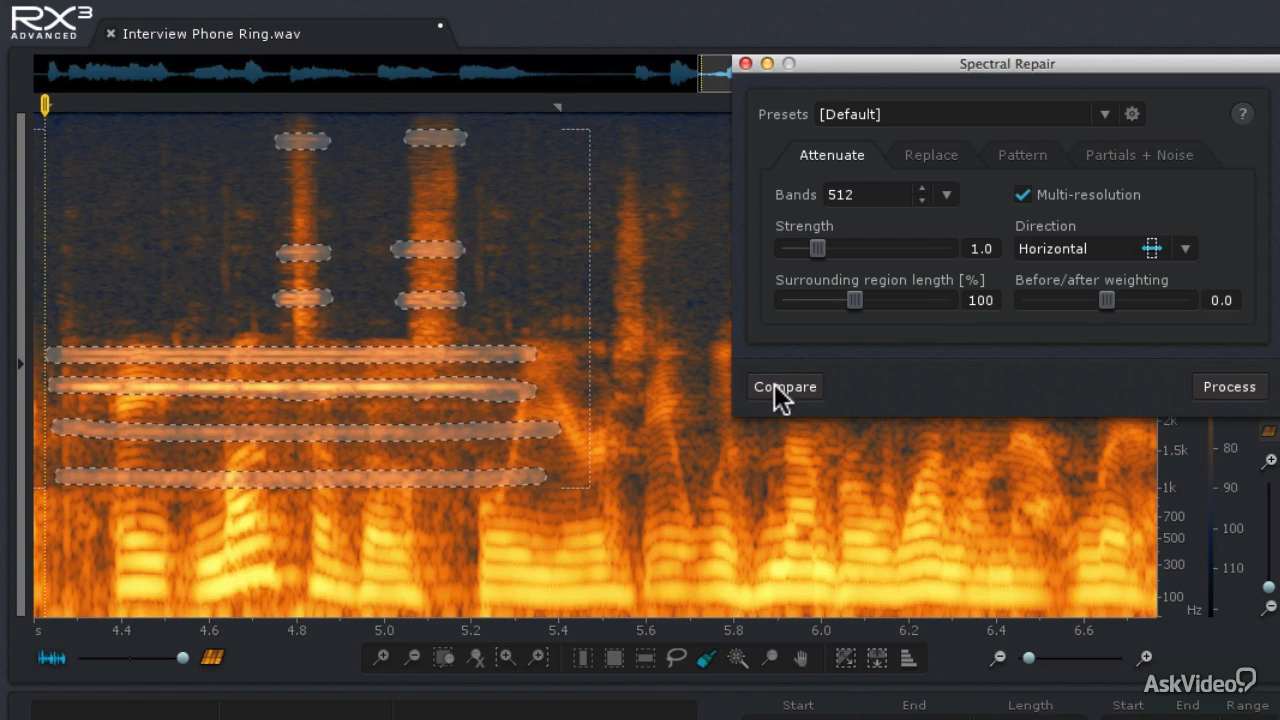 RX3
ADVANCED
Interview Phone Ring.wav
Spectral Repair
Presets [Default]
?
Attenuate Replace Pattern Partials + Noise
Bands 512
Multi-resolution
Strength
Direction
1.0
Horizontal
Surrounding region length [%]
Before/after weighting
100
0.0
Compare
Process
2k
1.5k
1k
700
500
300
100
Hz
80
90
100
110
s 4.4 4.6 4.8 5.0 5.2 5.4 5.6 5.8 6.0 6.2 6.4 6.6
AskVideo
Start End Length Start End Range